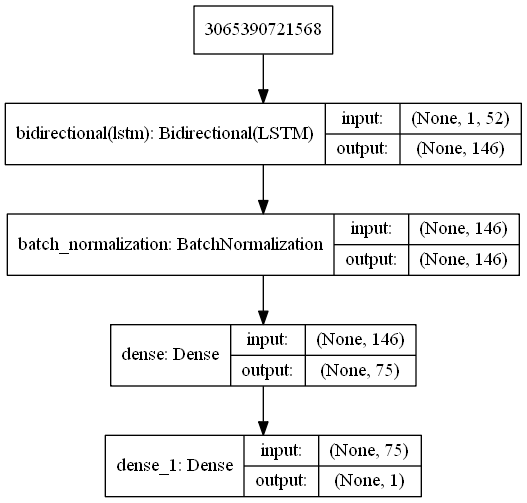 3065390721568
bidirectional(lstm): Bidirectional(LSTM)
input: (None, 1, 52)
output: (None, 146)
batch_normalization: BatchNormalization
input: (None, 146)
output: (None, 146)
dense: Dense
input: (None, 146)
output: (None, 75)
dense_1: Dense
input: (None, 75)
output: (None, 1)